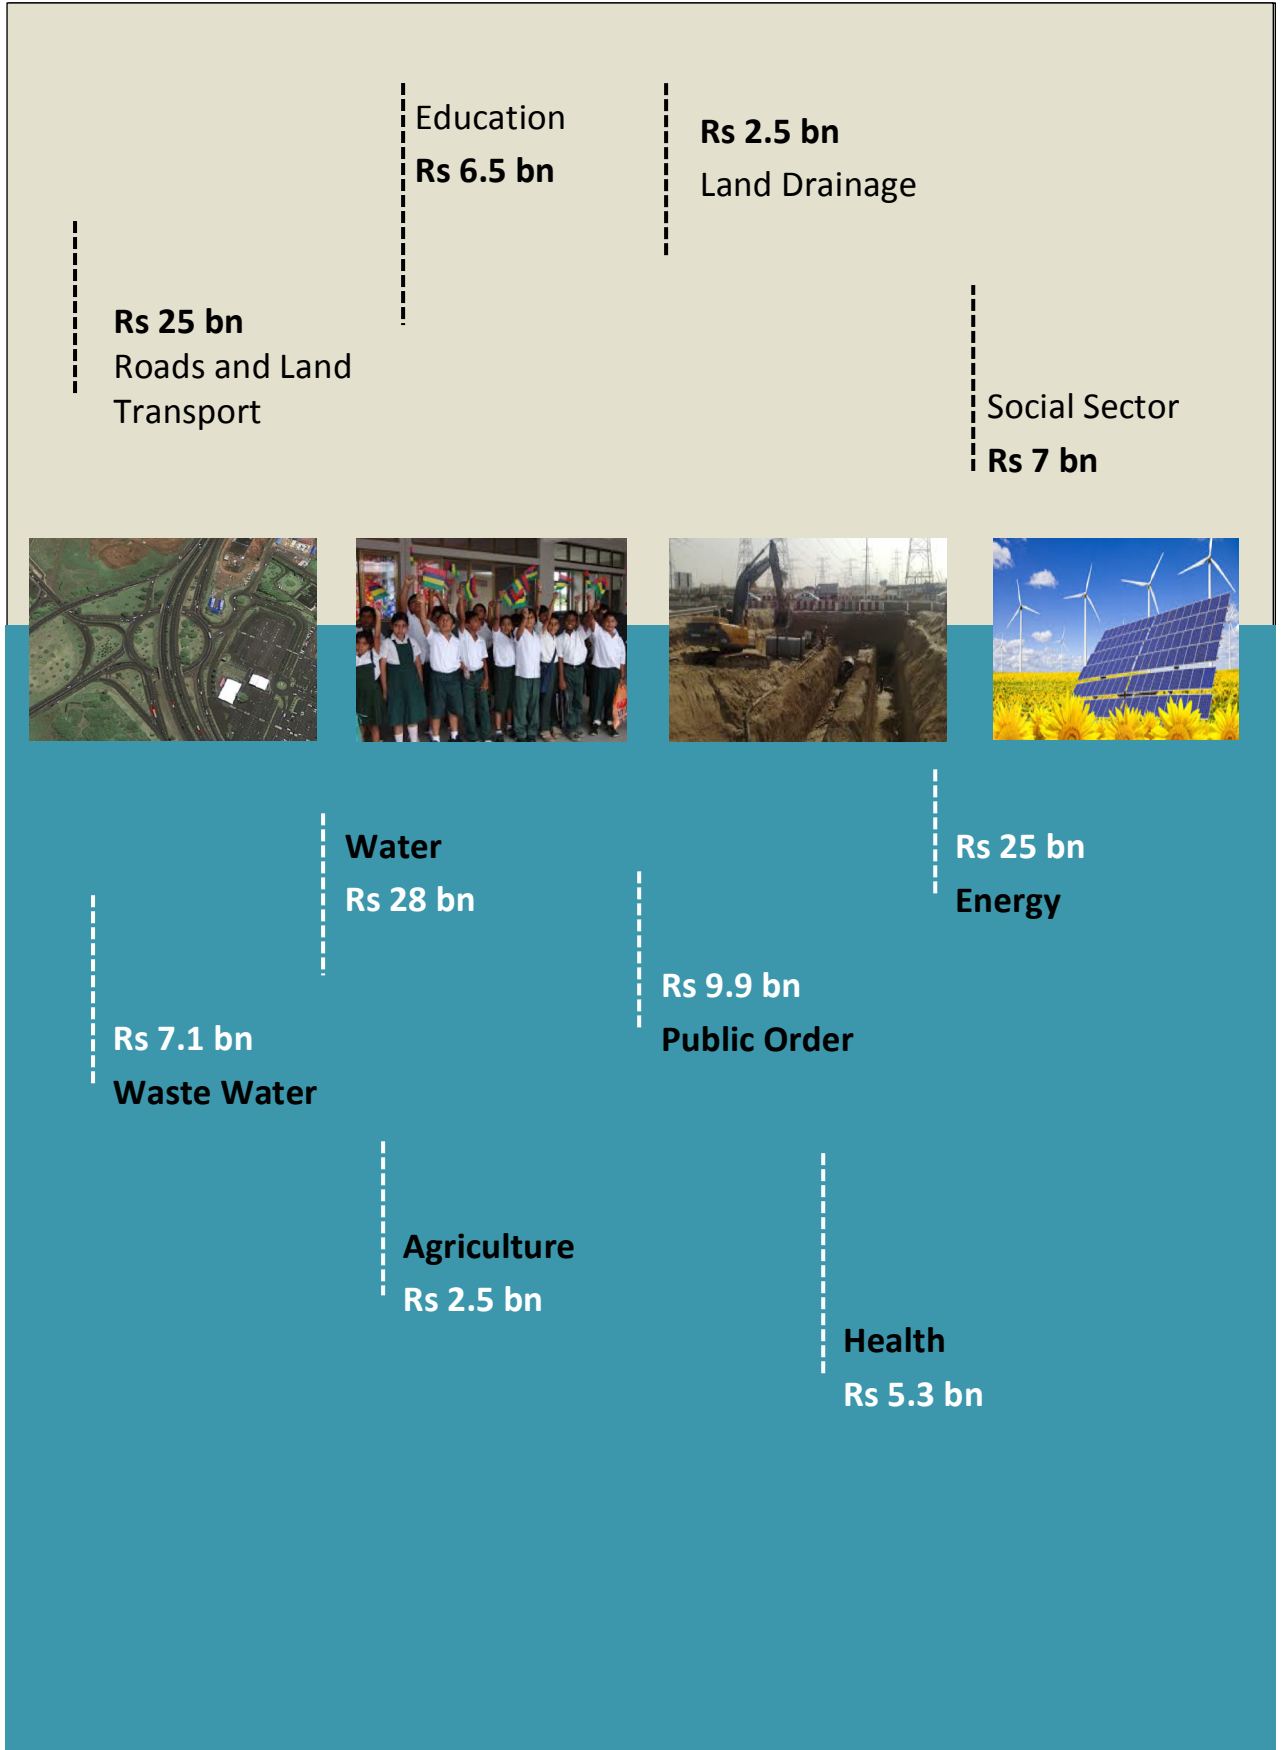 Education
Rs 6.5 bn
Rs 2.5 bn
Land Drainage
Rs 25 bn
Roads and Land
Transport
Social Sector
Rs 7 bn
Water
Rs 28 bn
Rs 25 bn
Energy
Rs 9.9 bn
Public Order
Rs 7.1 bn
Waste Water
Agriculture
Rs 2.5 bn
Health
Rs 5.3 bn